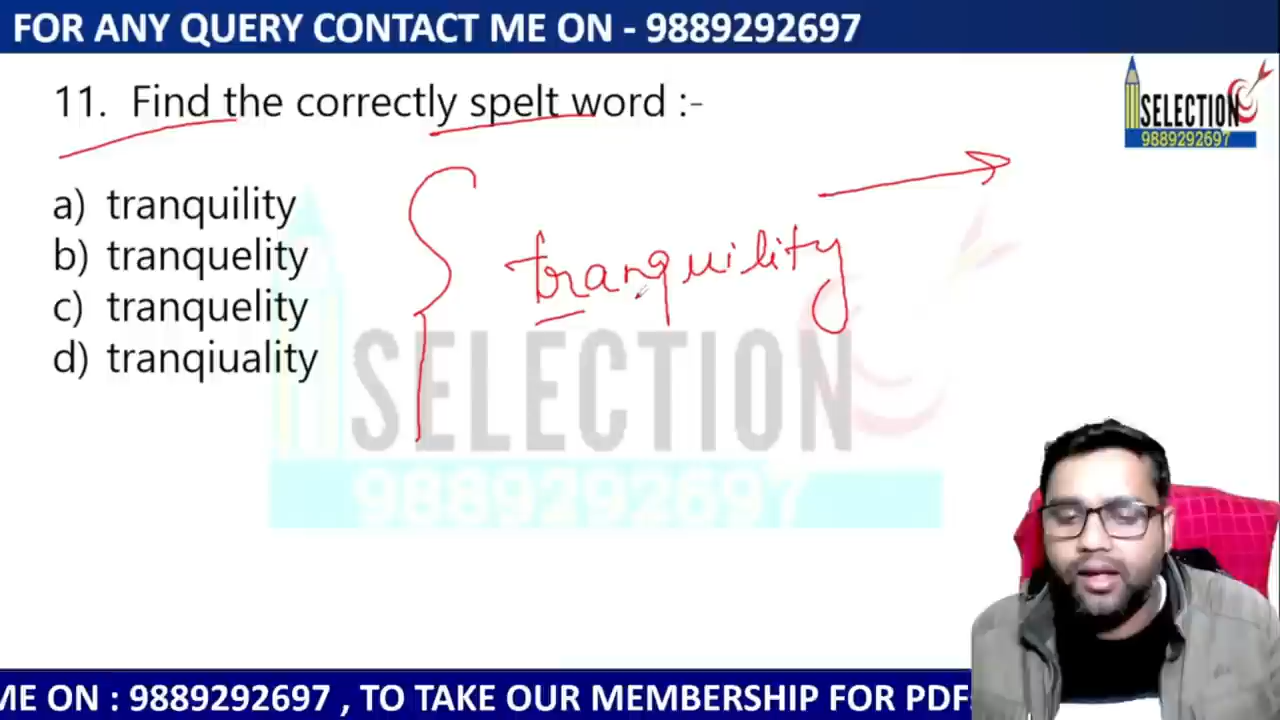 FOR ANY QUERY CONTACT ME ON - 9889292697
SELECTION
9889292697
11. Find the correctly spelt word :-
a) tranquility
b) tranquelity
c) tranquelity
d) tranqiuality
tranquility
SELECTION
9889292697
ME ON : 9889292697 , TO TAKE OUR MEMBERSHIP FOR PDF